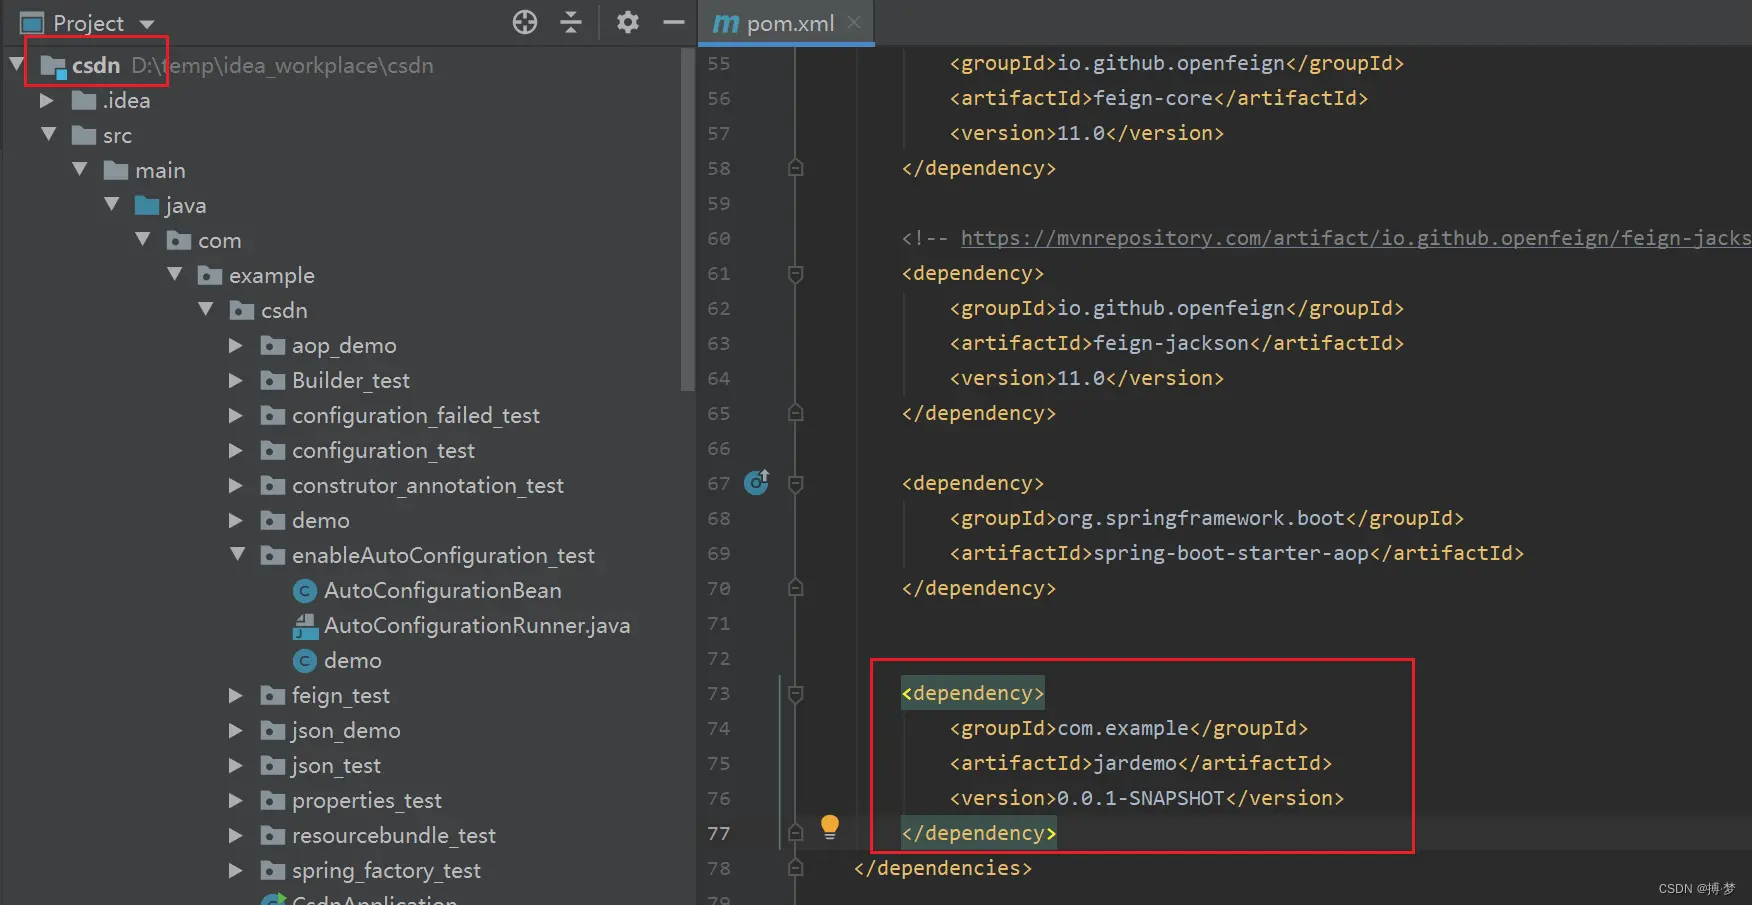 Project
csdn D:\temp\idea_workplace\csdn
.idea
src
main
java
com
example
csdn
aop_demo
Builder_test
configuration_failed_test
configuration_test
construtor_annotation_test
demo
enableAutoConfiguration_test
AutoConfigurationBean
AutoConfigurationRunner.java
demo
feign_test
json_demo
json_test
properties_test
resourcebundle_test
spring_factory_test
CsdnApplication
pom.xml
55 <groupId>io.github.openfeign</groupId>
56 <artifactId>feign-core</artifactId>
57 <version>11.0</version>
58 </dependency>
59
60 <!-- https://mvnrepository.com/artifact/io.github.openfeign/feign-jacks
61 <dependency>
62 <groupId>io.github.openfeign</groupId>
63 <artifactId>feign-jackson</artifactId>
64 <version>11.0</version>
65 </dependency>
66
67 <dependency>
68 <groupId>org.springframework.boot</groupId>
69 <artifactId>spring-boot-starter-aop</artifactId>
70 </dependency>
71
72
73 <dependency>
74 <groupId>com.example</groupId>
75 <artifactId>jardemo</artifactId>
76 <version>0.0.1-SNAPSHOT</version>
77 </dependency>
78 </dependencies>
79
CSDN @搏·梦